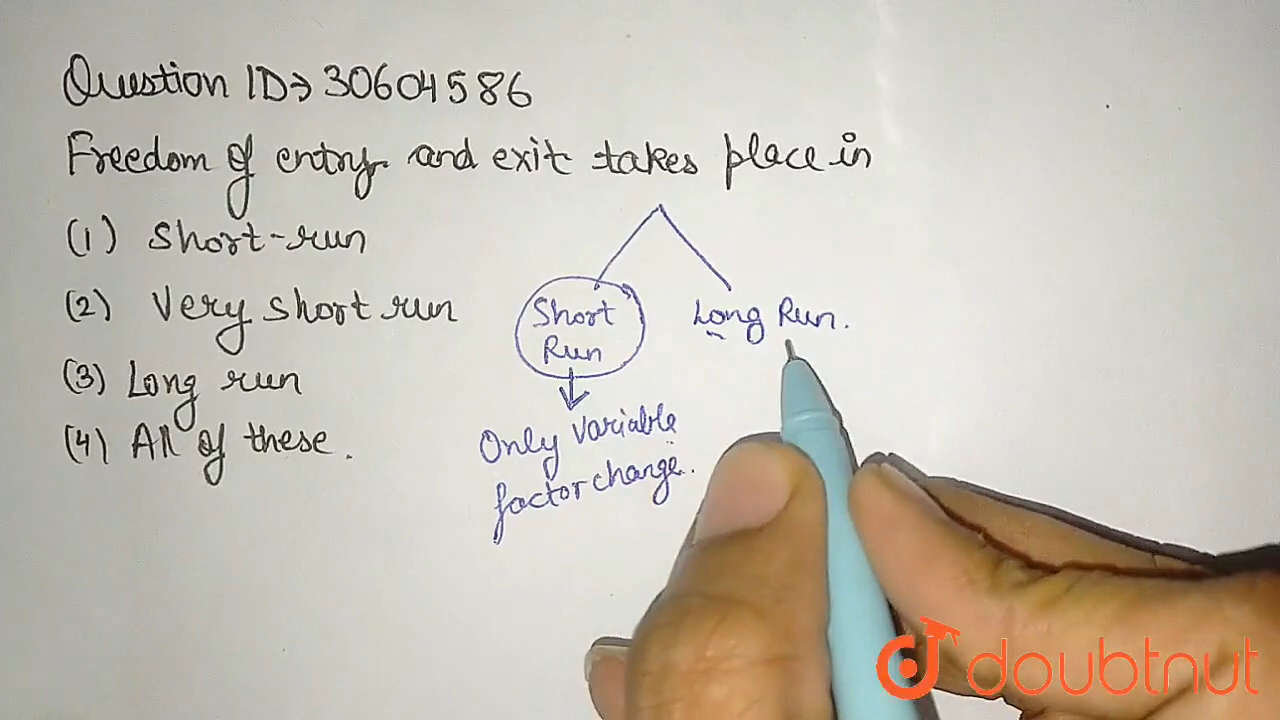 Question ID→ 30604586
Freedom of entry and exit takes place in
(1) Short-run
(2) Very short run
(3) Long run
(4) All of these.
Short
Run
Long Run.
Only variable
factor change.
doubtnut